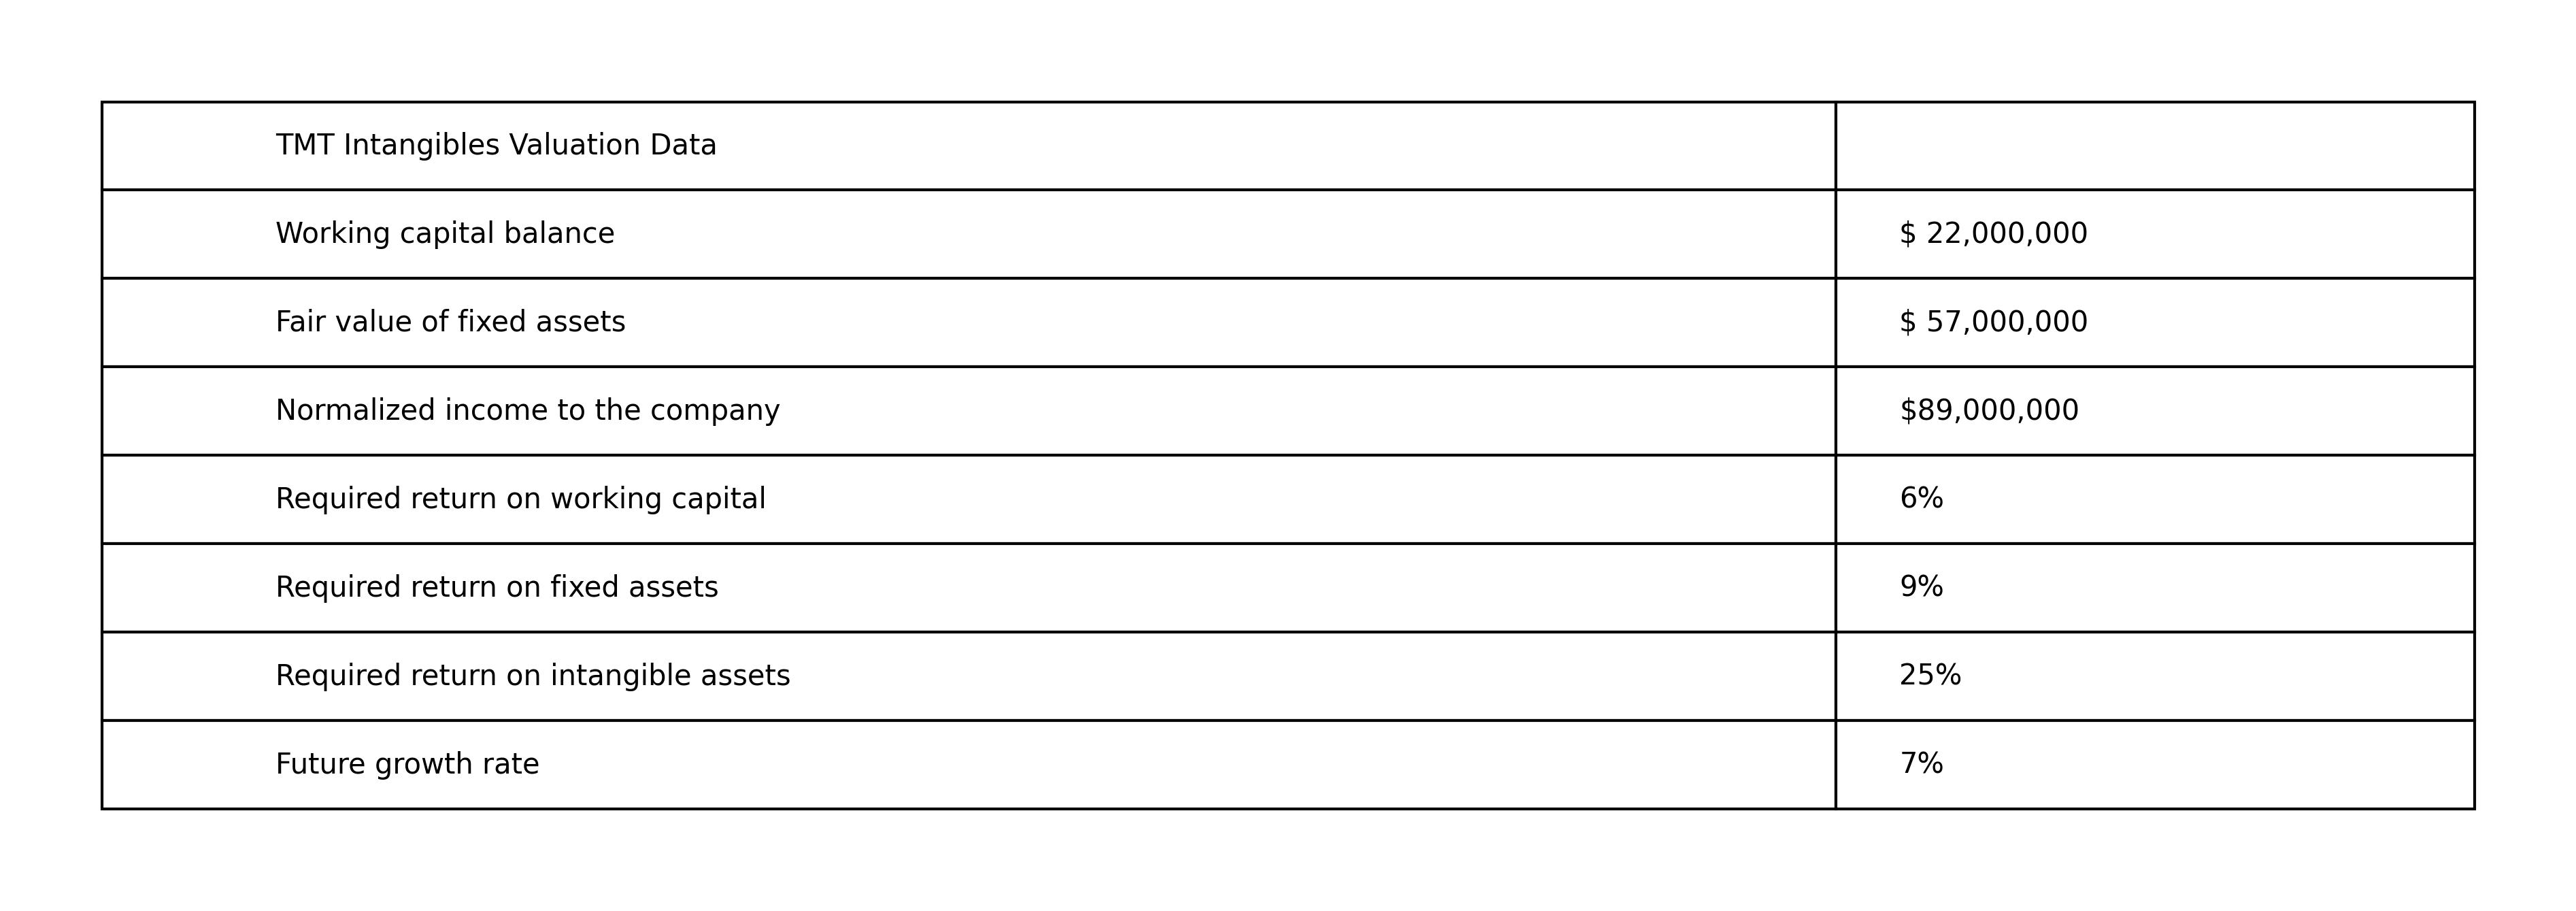 TMT Intangibles Valuation Data
Working capital balance $ 22,000,000
Fair value of fixed assets $ 57,000,000
Normalized income to the company $89,000,000
Required return on working capital 6%
Required return on fixed assets 9%
Required return on intangible assets 25%
Future growth rate 7%